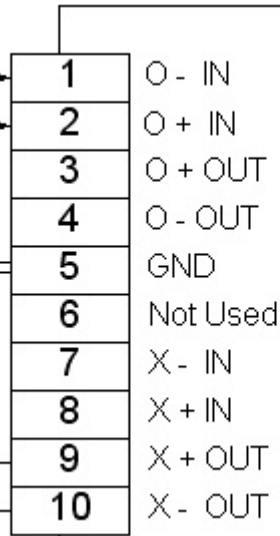 1 O - IN
2 O + IN
3 O + OUT
4 O - OUT
5 GND
6 Not Used
7 X - IN
8 X + IN
9 X + OUT
10 X - OUT